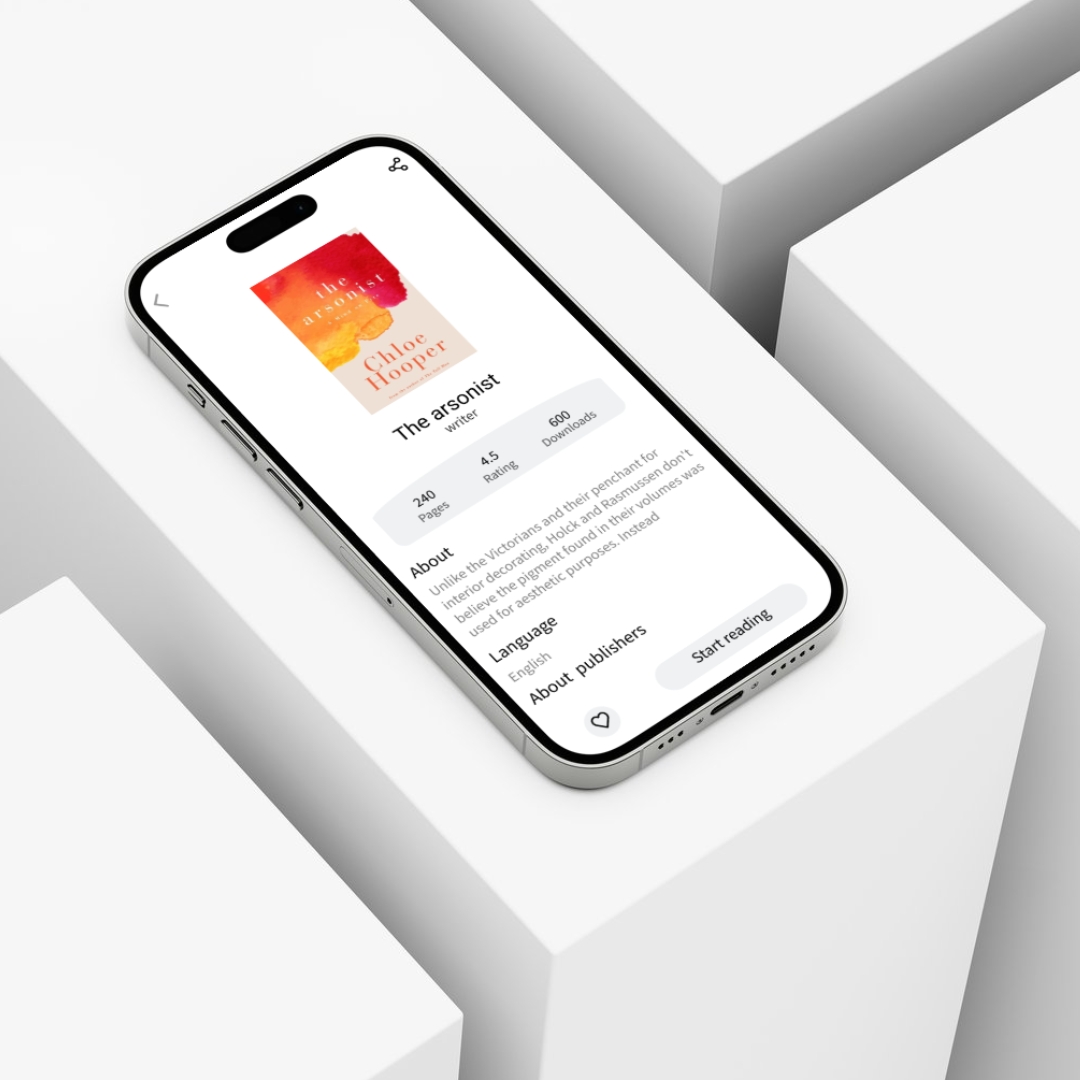 the
arsonist
Chloe
Hooper
The arsonist
writer
240
Pages
4.5
Rating
600
Downloads
About
Unlike the Victorians and their penchant for
interior decorating, Holck and Rasmussen don't
believe the pigment found in their volumes was
used for aesthetic purposes. Instead
Language
English
About publishers
Start reading